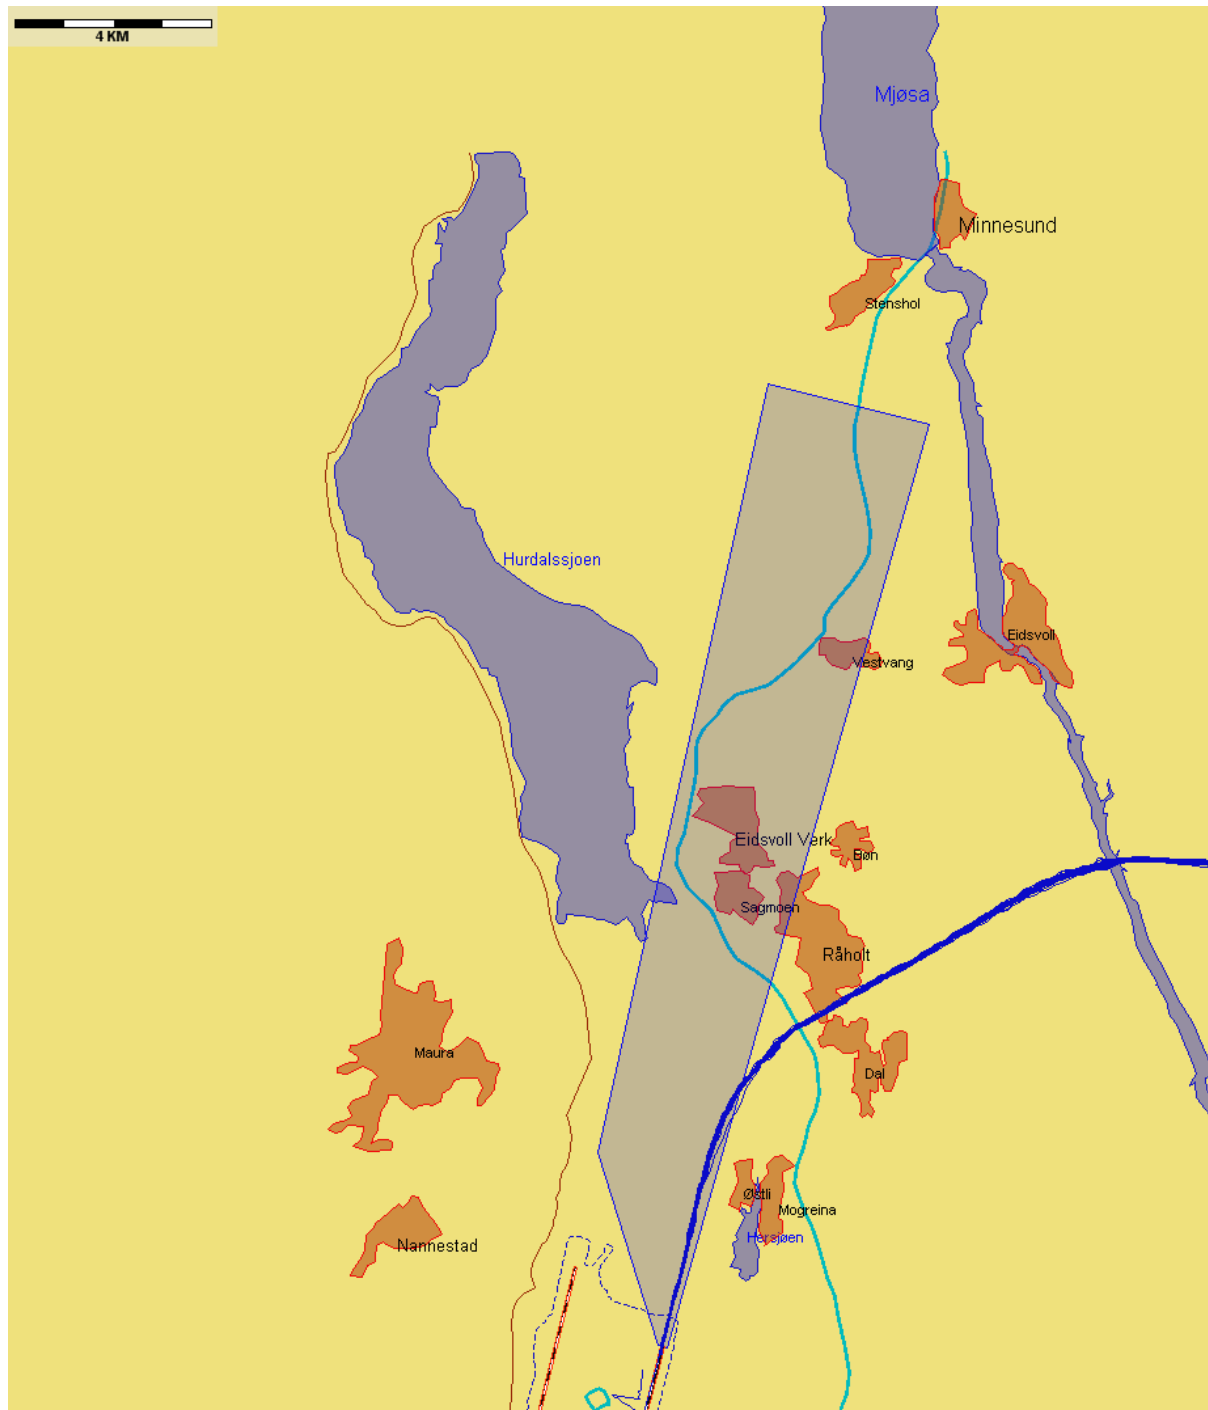 4 KM
Mjøsa
Minnesund
Stenshol
Hurdalssjoen
Eidsvoll
Vestvang
Eidsvoll Verk
Bøn
Sagmoen
Råholt
Maura
Dal
Østli
Mogreina
Hersjøen
Nannestad